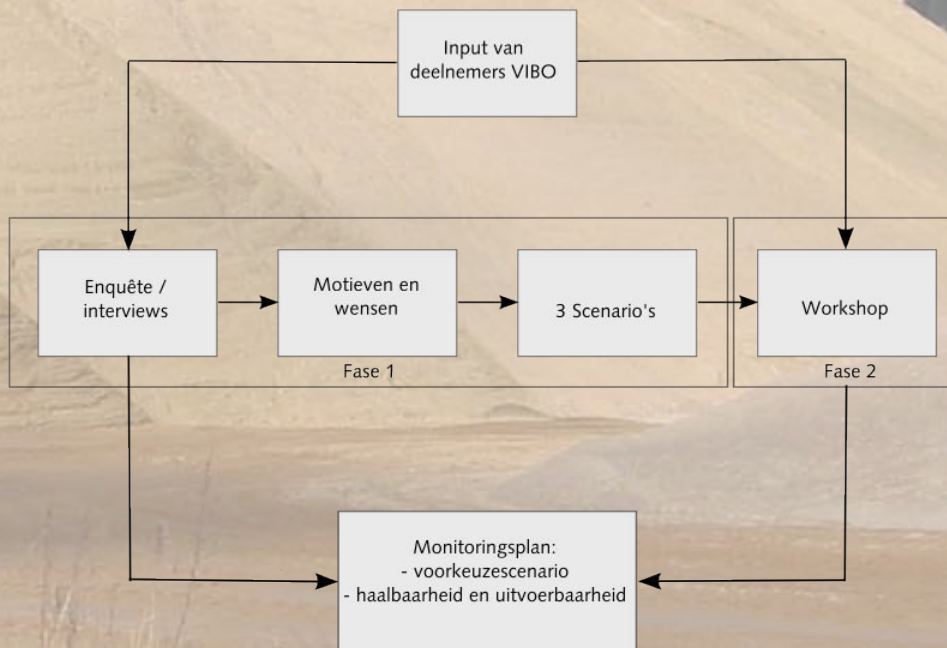 Input van
deelnemers VIBO
Enquête /
interviews
Motieven en
wensen
3 Scenario's
Workshop
Fase 1
Fase 2
Monitoringsplan:
- voorkeuzescenario
- haalbaarheid en uitvoerbaarheid